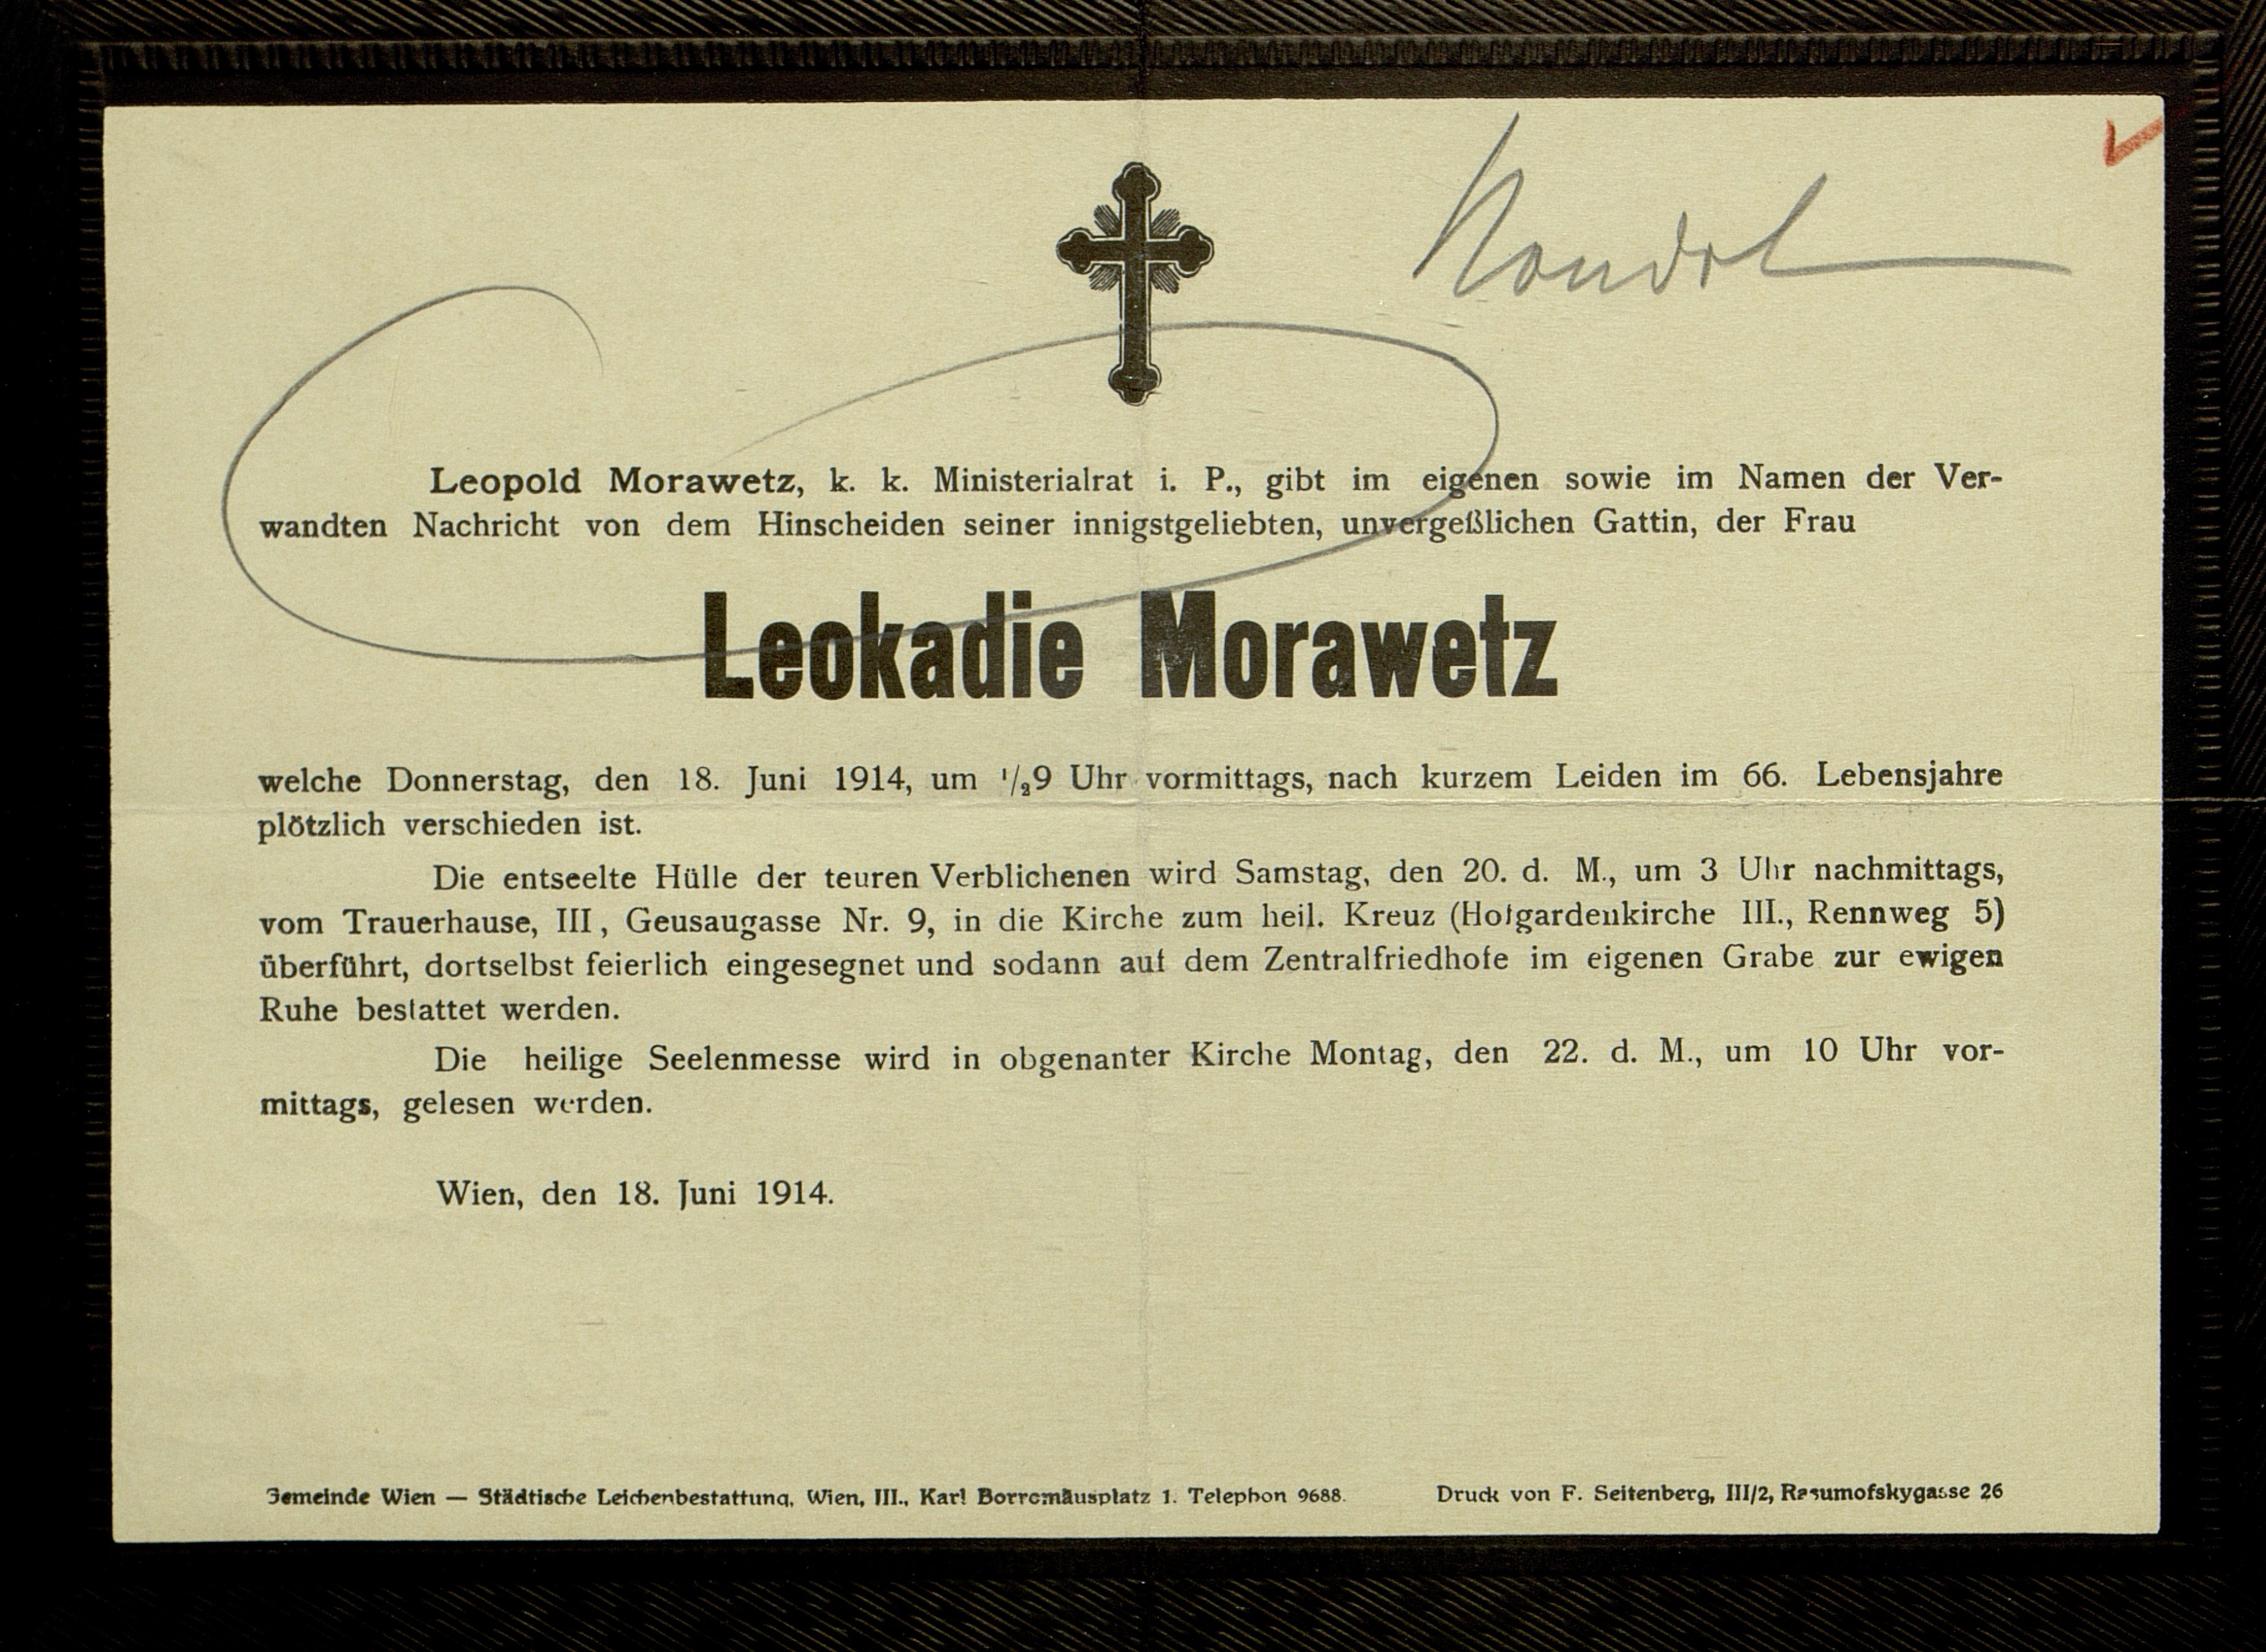 Leopold Morawetz, k. k. Ministerialrat i. P., gibt im eigenen sowie im Namen der Ver-
wandten Nachricht von dem Hinscheiden seiner innigstgeliebten, unvergeßlichen Gattin, der Frau
Leokadie Morawetz
welche Donnerstag, den 18. Juni 1914, um 1/2 9 Uhr vormittags, nach kurzem Leiden im 66. Lebensjahre
plötzlich verschieden ist.
Die entseelte Hülle der teuren Verblichenen wird Samstag, den 20. d. M., um 3 Uhr nachmittags,
vom Trauerhause, III, Geusaugasse Nr. 9, in die Kirche zum heil. Kreuz (Hofgardenkirche III., Rennweg 5)
überführt, dortselbst feierlich eingesegnet und sodann auf dem Zentralfriedhofe im eigenen Grabe zur ewigen
Ruhe bestattet werden.
Die heilige Seelenmesse wird in obgenanter Kirche Montag, den 22. d. M., um 10 Uhr vor-
mittags, gelesen werden.
Wien, den 18. Juni 1914.
Gemeinde Wien — Städtische Leichenbestattung, Wien, III., Karl Borromäusplatz 1. Telephon 9688. Druck von F. Seitenberg, III/2, Rasumofskygasse 26